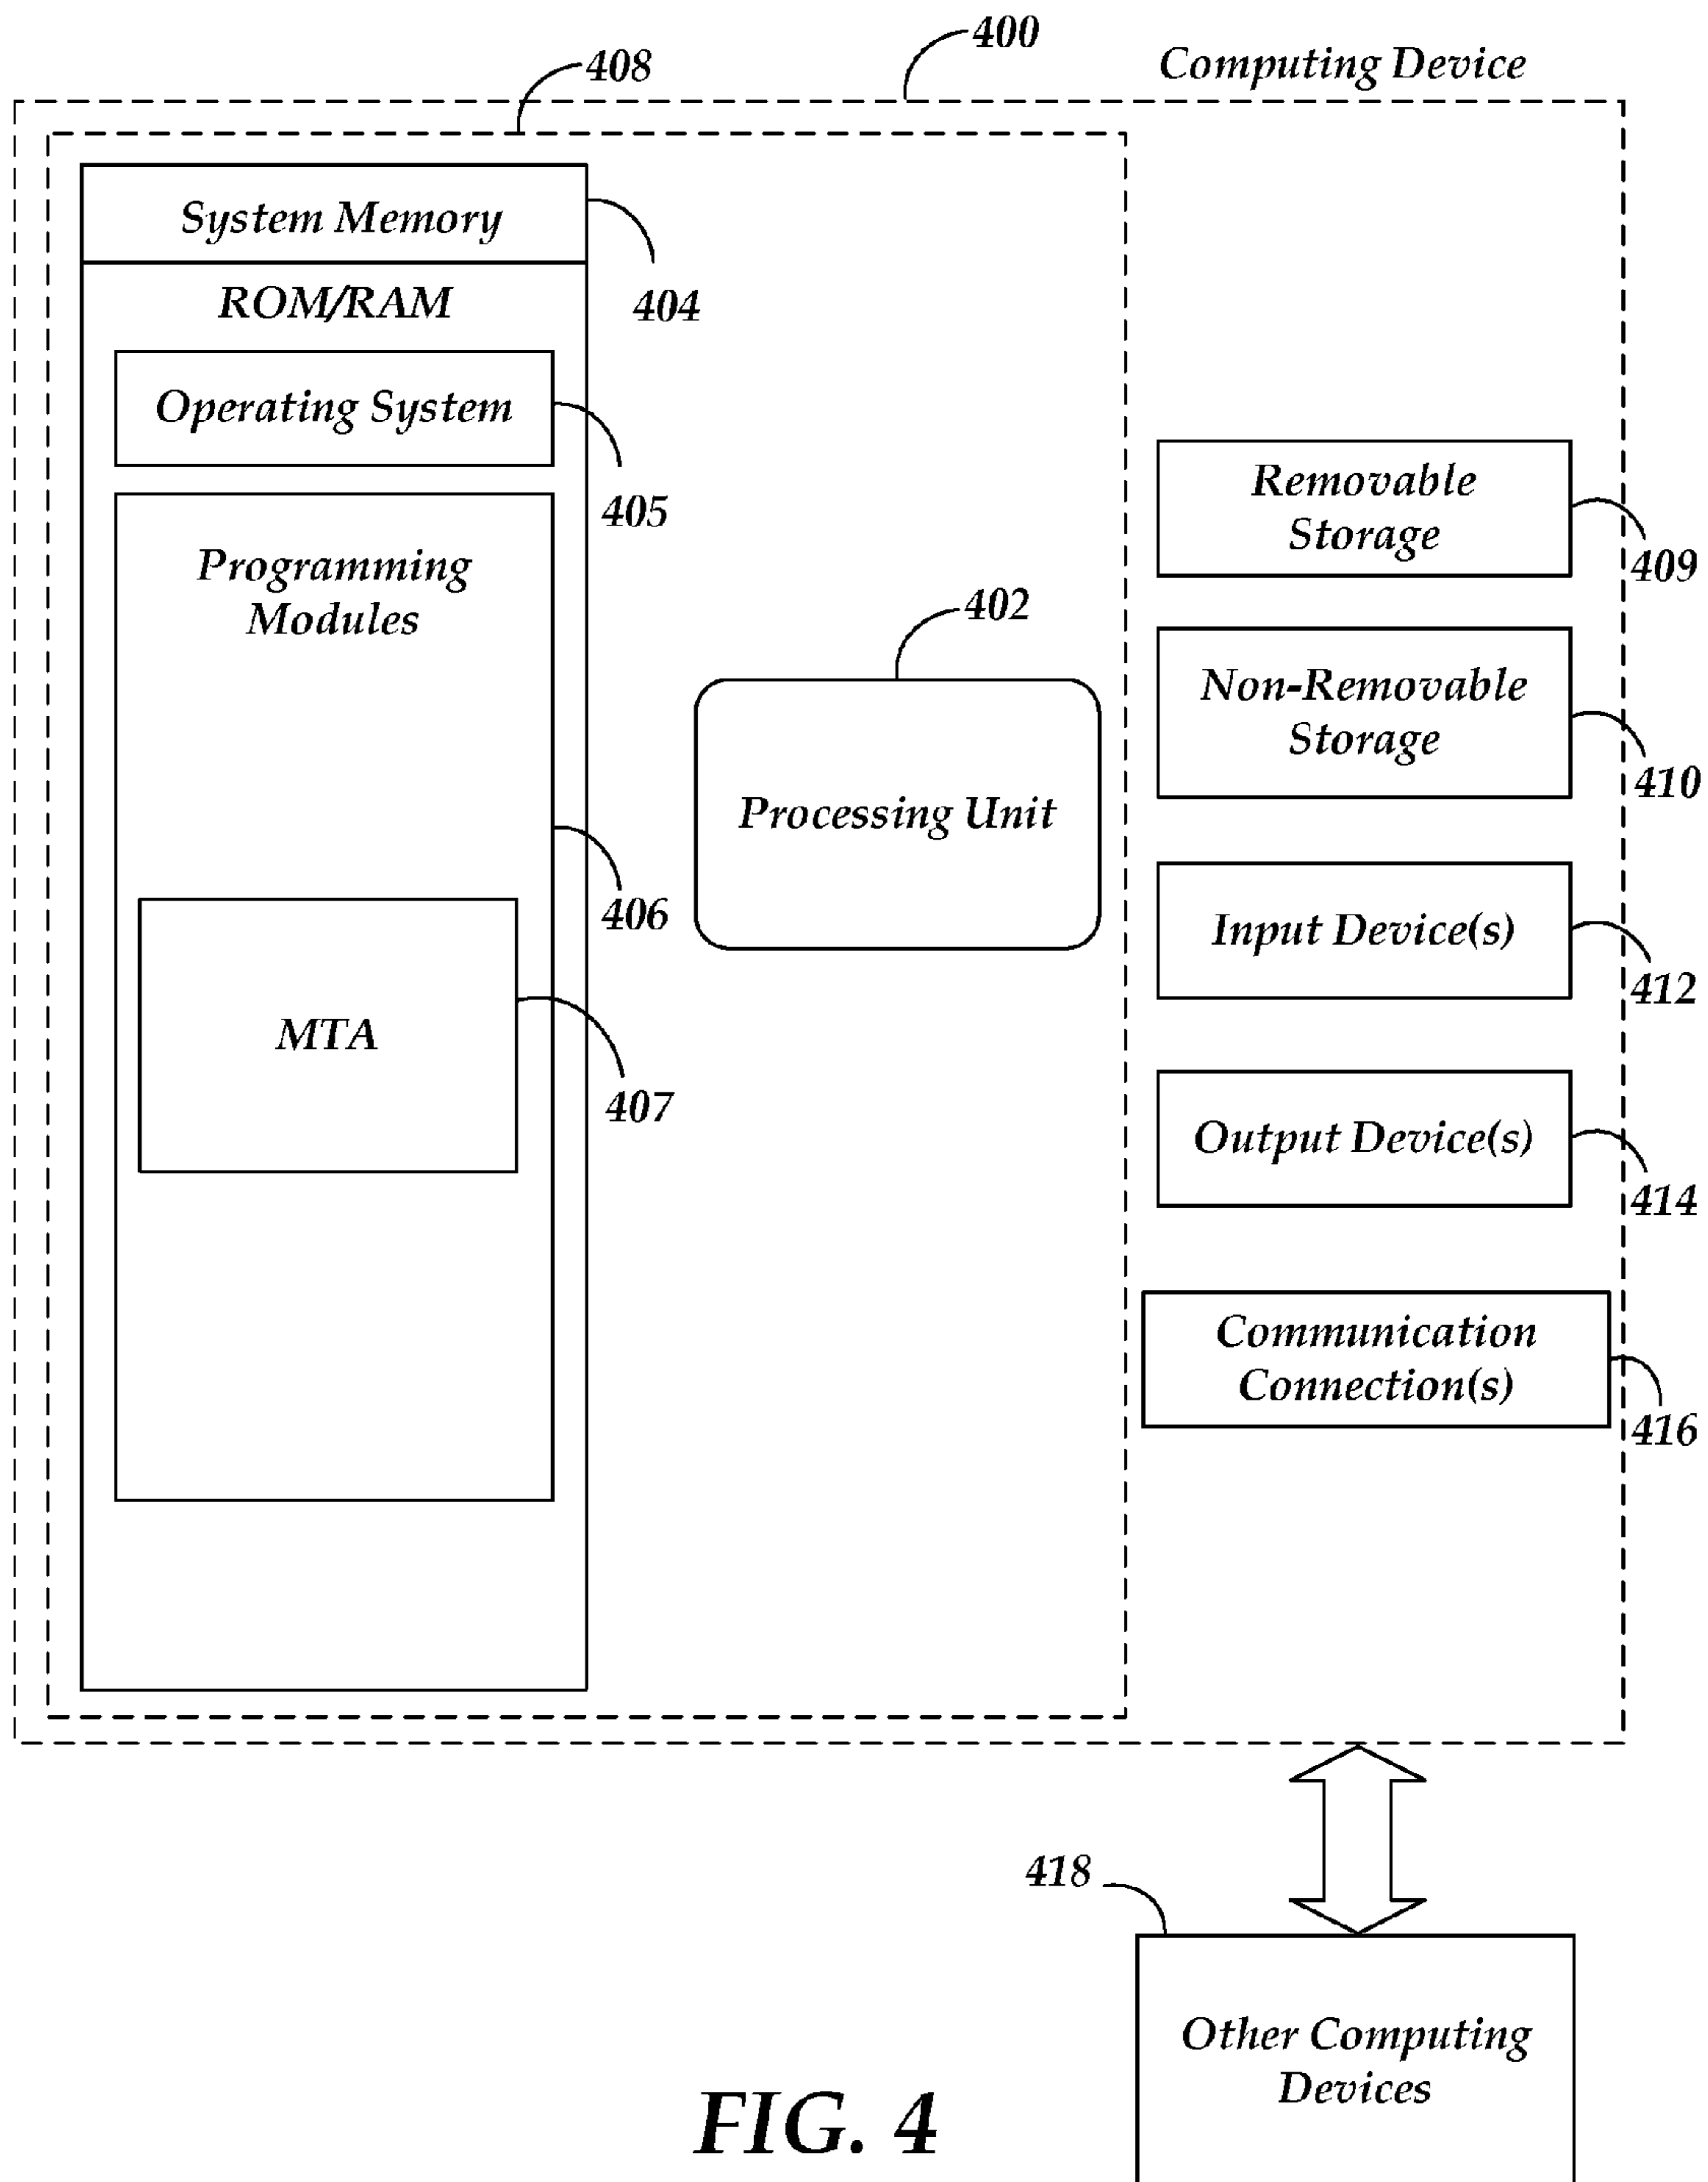 400
Computing Device
408
System Memory
404
ROM/RAM
Operating System
405
Programming
Modules
406
MTA
407
402
Processing Unit
Removable
Storage
409
Non-Removable
Storage
410
Input Device(s)
412
Output Device(s)
414
Communication
Connection(s)
416
418
Other Computing
Devices
FIG. 4